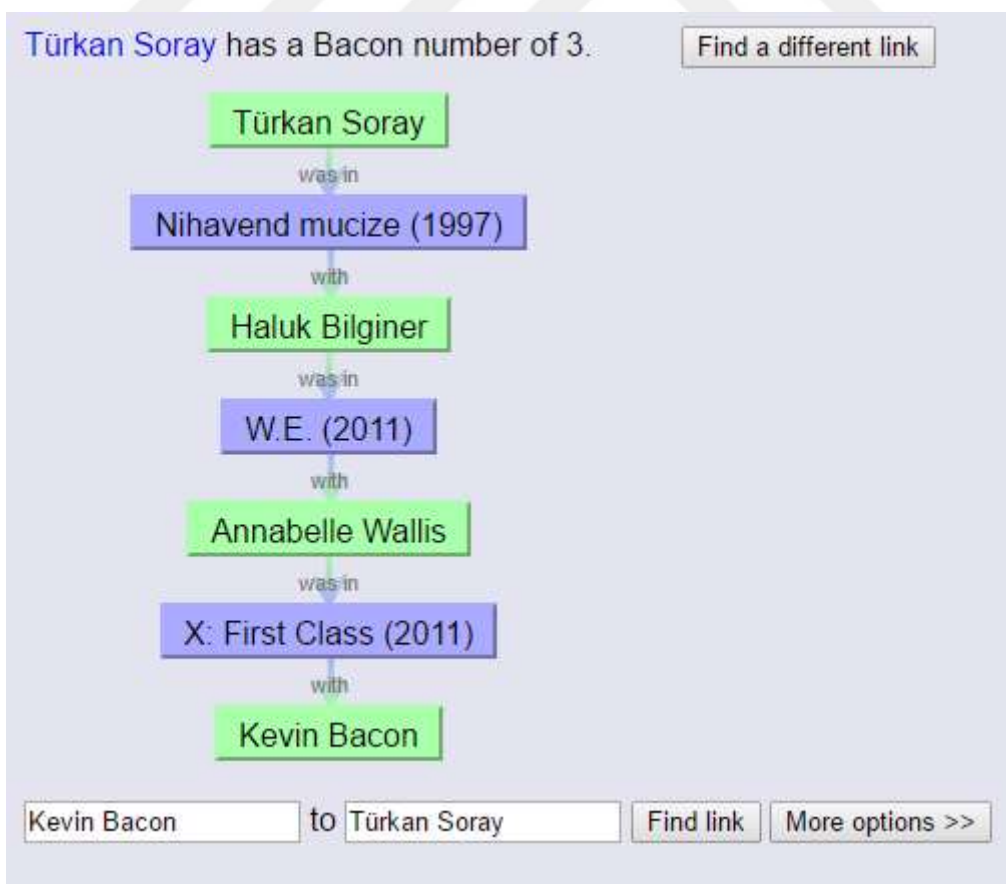 Türkan Soray has a Bacon number of 3. Find a different link
Türkan Soray
was in
Nihavend mucize (1997)
with
Haluk Bilginer
was in
W.E. (2011)
with
Annabelle Wallis
was in
X: First Class (2011)
with
Kevin Bacon
Kevin Bacon to Türkan Soray Find link More options >>